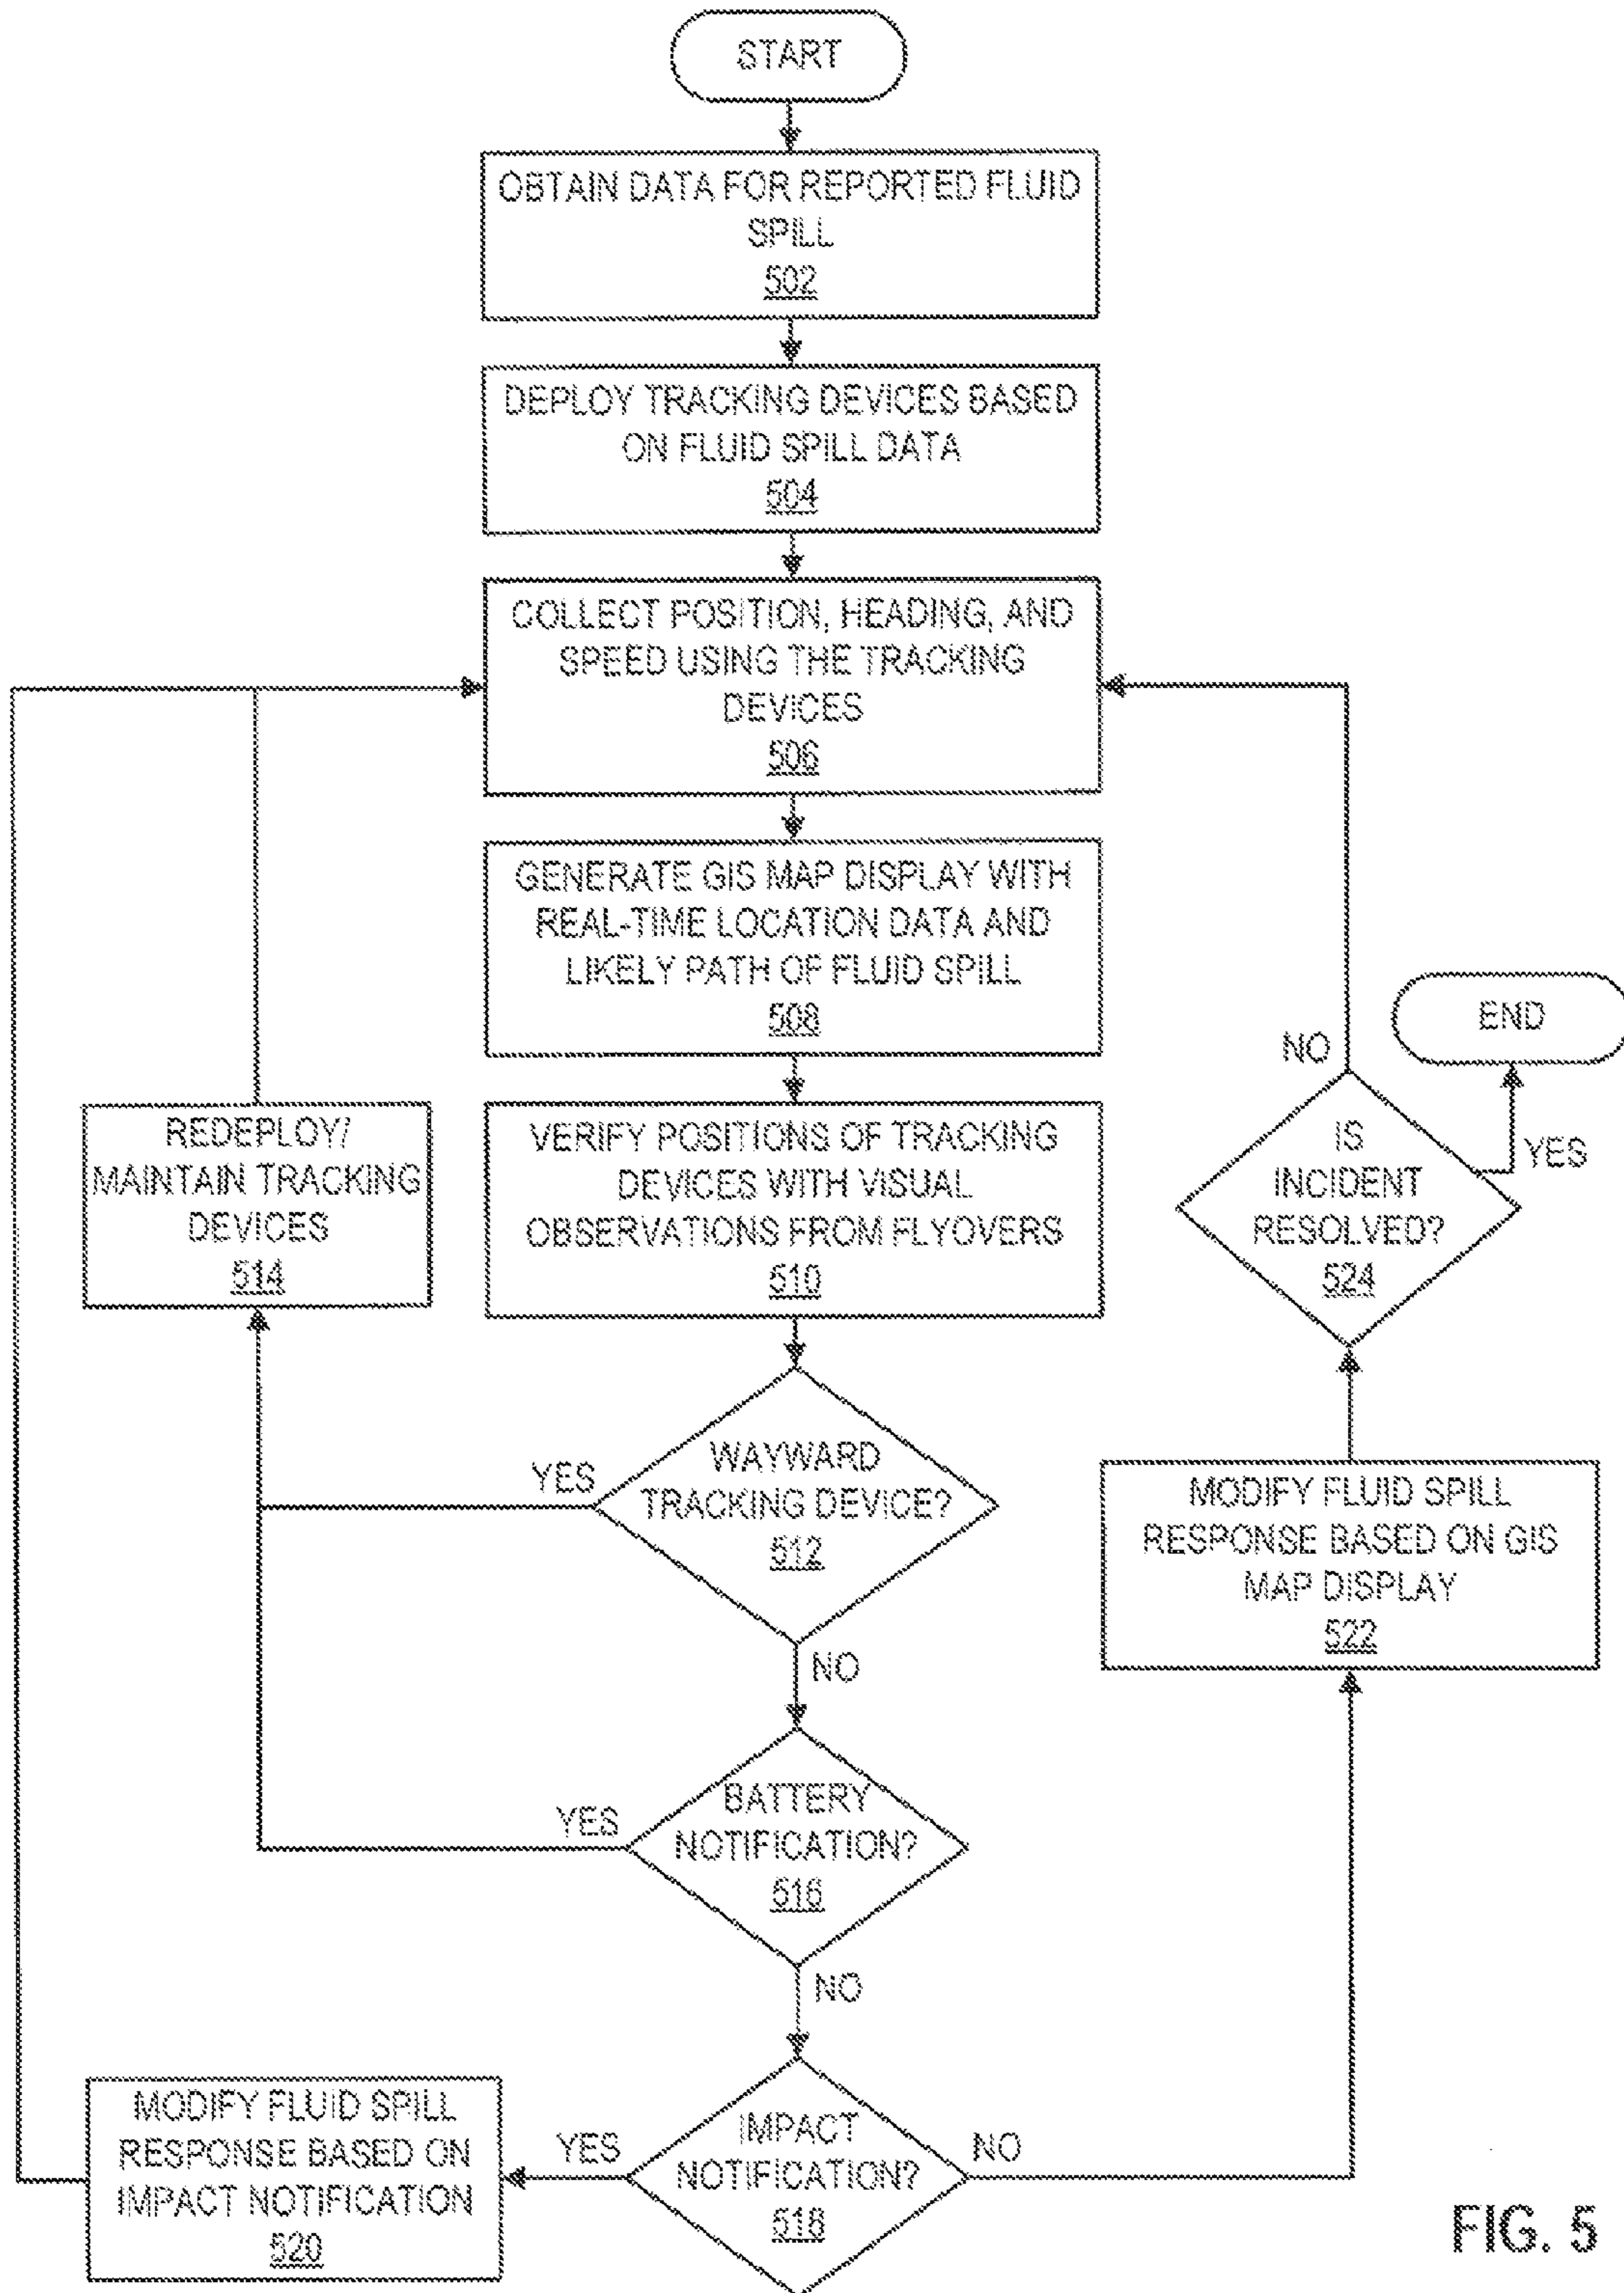 START
OBTAIN DATA FOR REPORTED FLUID
SPILL
502
DEPLOY TRACKING DEVICES BASED
ON FLUID SPILL DATA
504
COLLECT POSITION, HEADING, AND
SPEED USING THE TRACKING
DEVICES
506
GENERATE GIS MAP DISPLAY WITH
REAL-TIME LOCATION DATA AND
LIKELY PATH OF FLUID SPILL
508
VERIFY POSITIONS OF TRACKING
DEVICES WITH VISUAL
OBSERVATIONS FROM FLYOVERS
510
REDEPLOY/
MAINTAIN TRACKING
DEVICES
514
WAYWARD
TRACKING DEVICE?
512
YES
NO
BATTERY
NOTIFICATION?
516
YES
NO
IMPACT
NOTIFICATION?
518
YES
NO
MODIFY FLUID SPILL
RESPONSE BASED ON
IMPACT NOTIFICATION
520
MODIFY FLUID SPILL
RESPONSE BASED ON GIS
MAP DISPLAY
522
IS
INCIDENT
RESOLVED?
524
NO
YES
END
FIG. 5